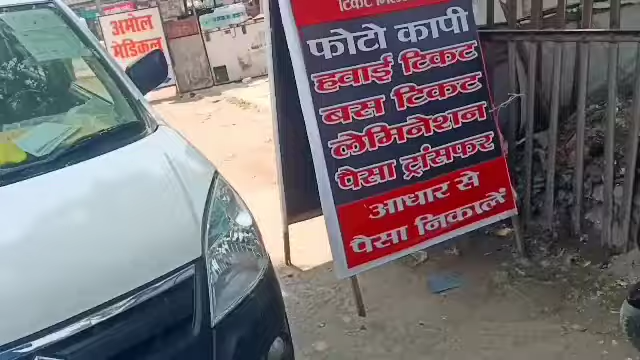 अमोल
मेडिकल
फोटो कापी
हवाई टिकट
बस टिकट
लेमिनेशन
पैसा ट्रांसफर
आधार से
पैसा निकालें